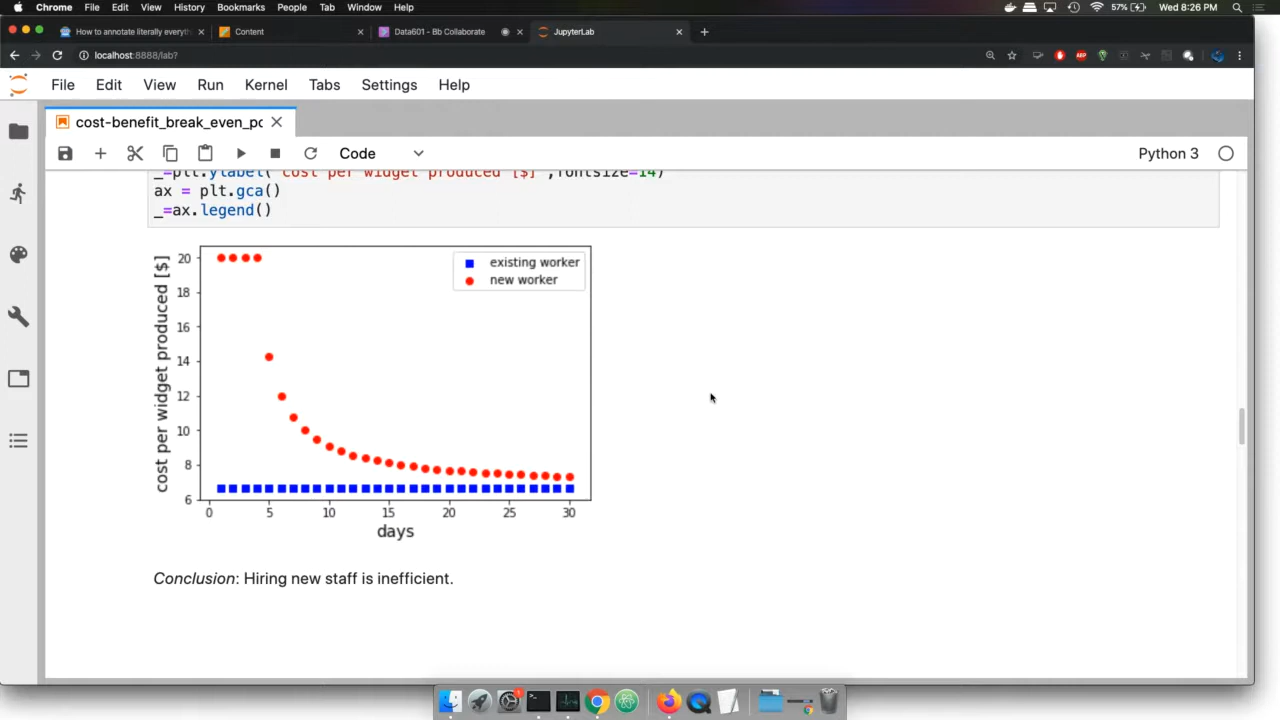 Chrome File Edit View History Bookmarks People Tab Window Help 57% Wed 8:26 PM
How to annotate literally everyth Content Data601 - Bb Collaborate JupyterLab
localhost:8888/lab?
File Edit View Run Kernel Tabs Settings Help
cost-benefit_break_even_po
Code Python 3
_=plt.ylabel('cost per widget produced [$]',fontsize=14)
ax = plt.gca()
_=ax.legend()
cost per widget produced [$]
20
18
16
14
12
10
8
6
existing worker
new worker
0 5 10 15 20 25 30
days
Conclusion: Hiring new staff is inefficient.